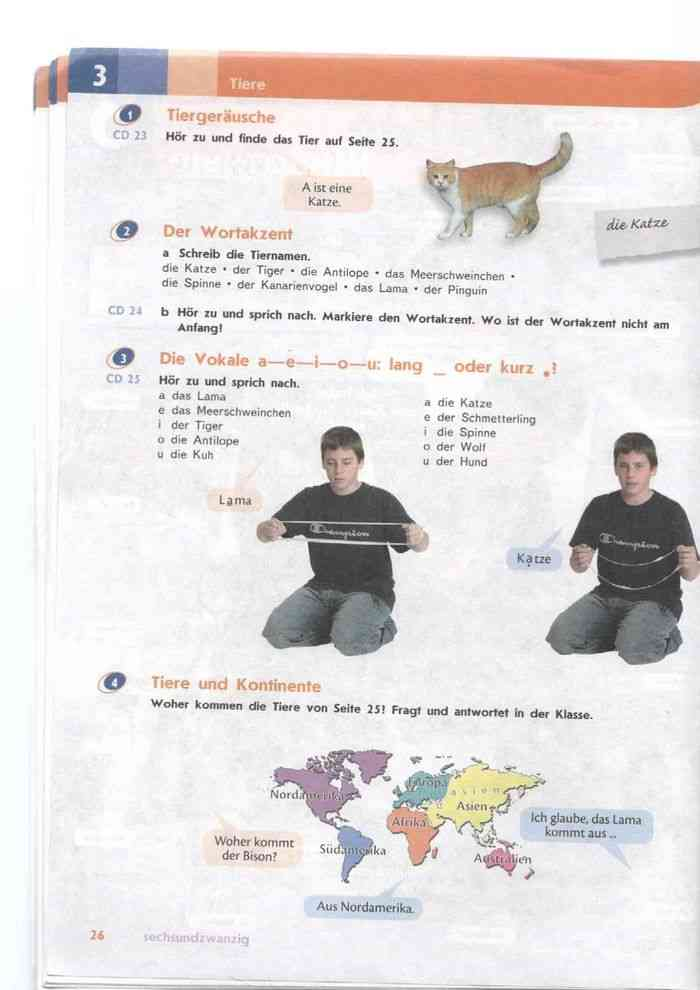 3
Tiere
1
Tiergeräusche
CD 23
Hör zu und finde das Tier auf Seite 25.
A ist eine
Katze.
2
Der Wortakzent
die Katze
a Schreib die Tiernamen.
die Katze • der Tiger • die Antilope • das Meerschweinchen •
die Spinne • der Kanarienvogel • das Lama • der Pinguin
CD 24
b Hör zu und sprich nach. Markiere den Wortakzent. Wo ist der Wortakzent nicht am
Anfang?
3
Die Vokale a—e—i—o—u: lang _ oder kurz .?
CD 25
Hör zu und sprich nach.
a das Lama
e das Meerschweinchen
i der Tiger
o die Antilope
u die Kuh
a die Katze
e der Schmetterling
i die Spinne
o der Wolf
u der Hund
Lama
Champion
Katze
Champion
4
Tiere und Kontinente
Woher kommen die Tiere von Seite 25? Fragt und antwortet in der Klasse.
Nordamerika
Europa
Asien
Asien
Afrika
Südamerika
Australien
Woher kommt
der Bison?
Ich glaube, das Lama
kommt aus ...
Aus Nordamerika.
26
sechsundzwanzig